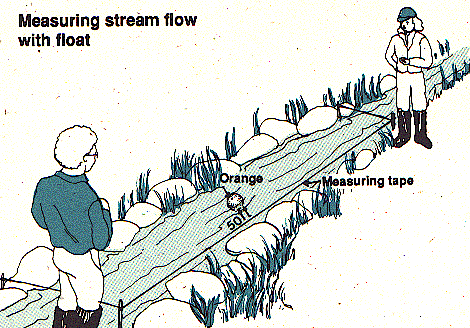 Measuring stream flow
with float
Orange
Measuring tape
50ft